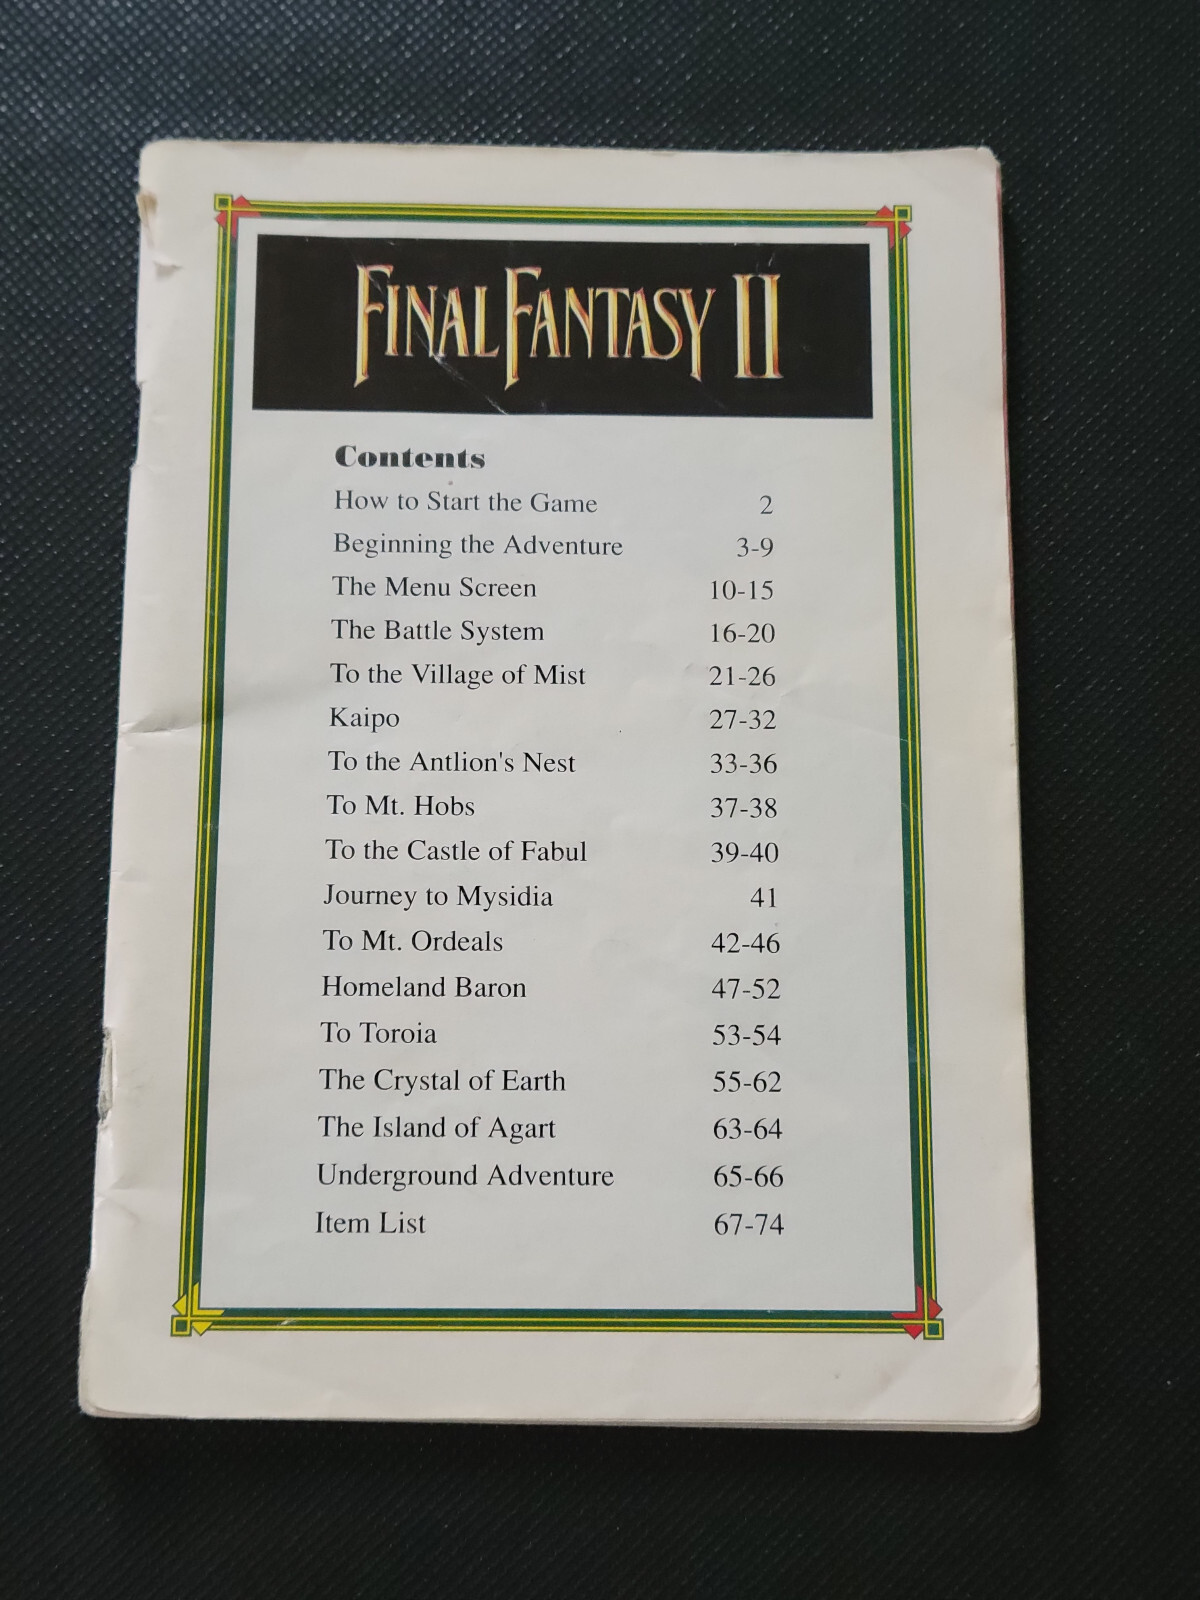 FINAL FANTASY II
Contents
How to Start the Game 2
Beginning the Adventure 3-9
The Menu Screen 10-15
The Battle System 16-20
To the Village of Mist 21-26
Kaipo 27-32
To the Antlion's Nest 33-36
To Mt. Hobs 37-38
To the Castle of Fabul 39-40
Journey to Mysidia 41
To Mt. Ordeals 42-46
Homeland Baron 47-52
To Toroia 53-54
The Crystal of Earth 55-62
The Island of Agart 63-64
Underground Adventure 65-66
Item List 67-74